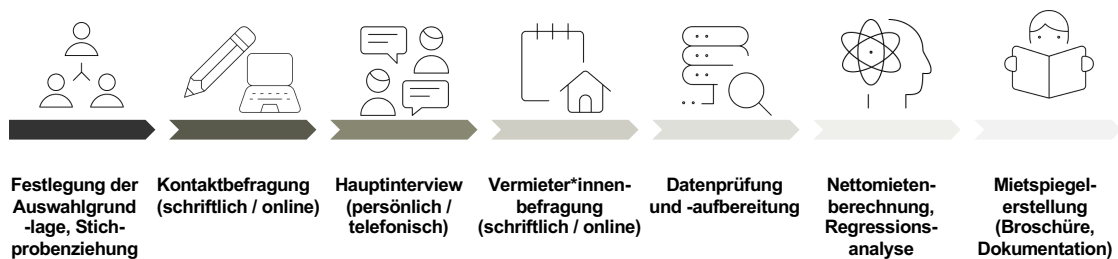 Festlegung der
Auswahlgrund
-lage, Stich-
probenziehung
Kontaktbefragung
(schriftlich / online)
Hauptinterview
(persönlich /
telefonisch)
Vermieter*innen-
befragung
(schriftlich / online)
Datenprüfung
und -aufbereitung
Nettomieten-
berechnung,
Regressions-
analyse
Mietspiegel-
erstellung
(Broschüre,
Dokumentation)